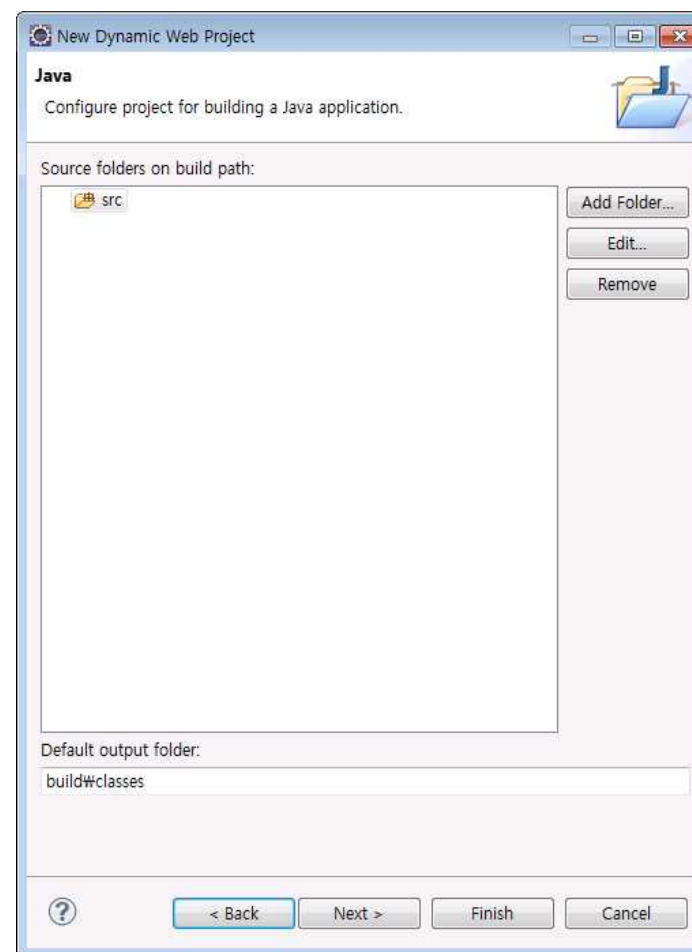 New Dynamic Web Project
Java
Configure project for building a Java application.
Source folders on build path:
src
Add Folder...
Edit...
Remove
Default output folder:
build₩classes
?
< Back
Next >
Finish
Cancel